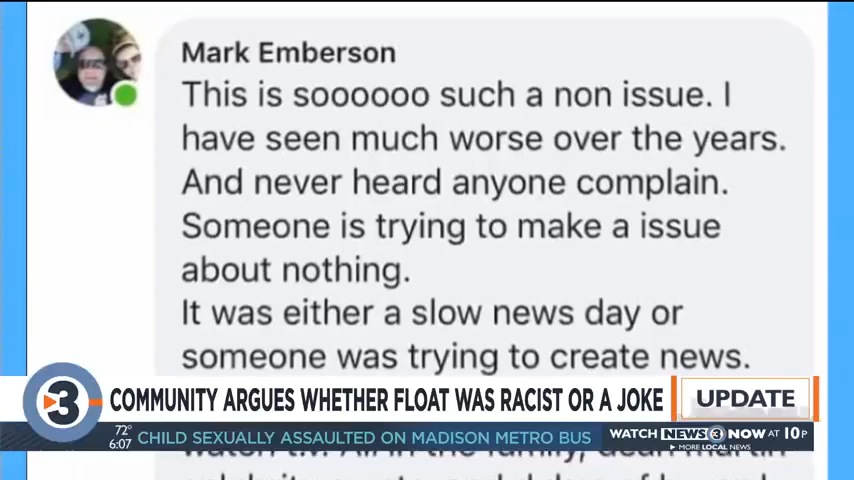 Mark Emberson
This is soooooo such a non issue. I
have seen much worse over the years.
And never heard anyone complain.
Someone is trying to make a issue
about nothing.
It was either a slow news day or
someone was trying to create news.
3
COMMUNITY ARGUES WHETHER FLOAT WAS RACIST OR A JOKE
UPDATE
72°
6:07
CHILD SEXUALLY ASSAULTED ON MADISON METRO BUS
WATCH NEWS 3 NOW AT 10P
MORE LOCAL NEWS